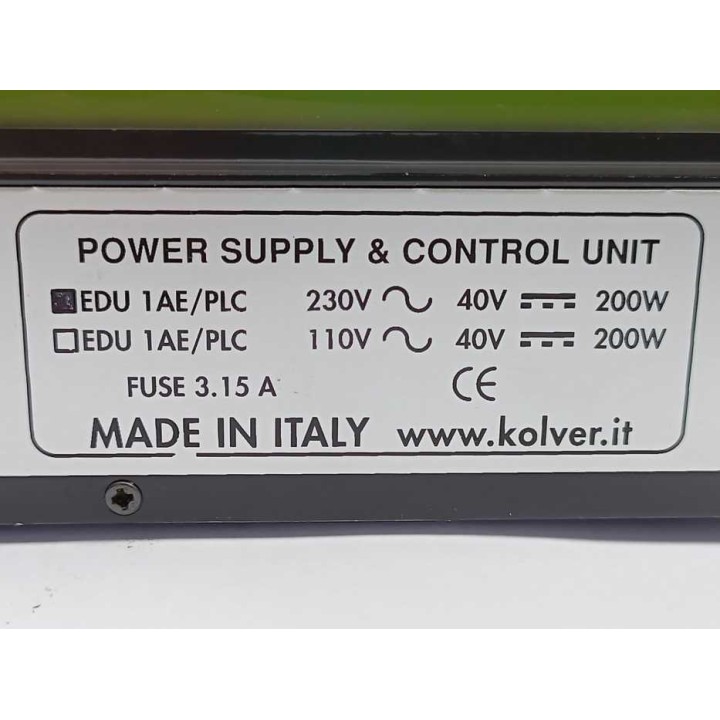 POWER SUPPLY & CONTROL UNIT
EDU 1AE/PLC 230V 40V 200W
EDU 1AE/PLC 110V 40V 200W
FUSE 3.15 A CE
MADE IN ITALY www.kolver.it